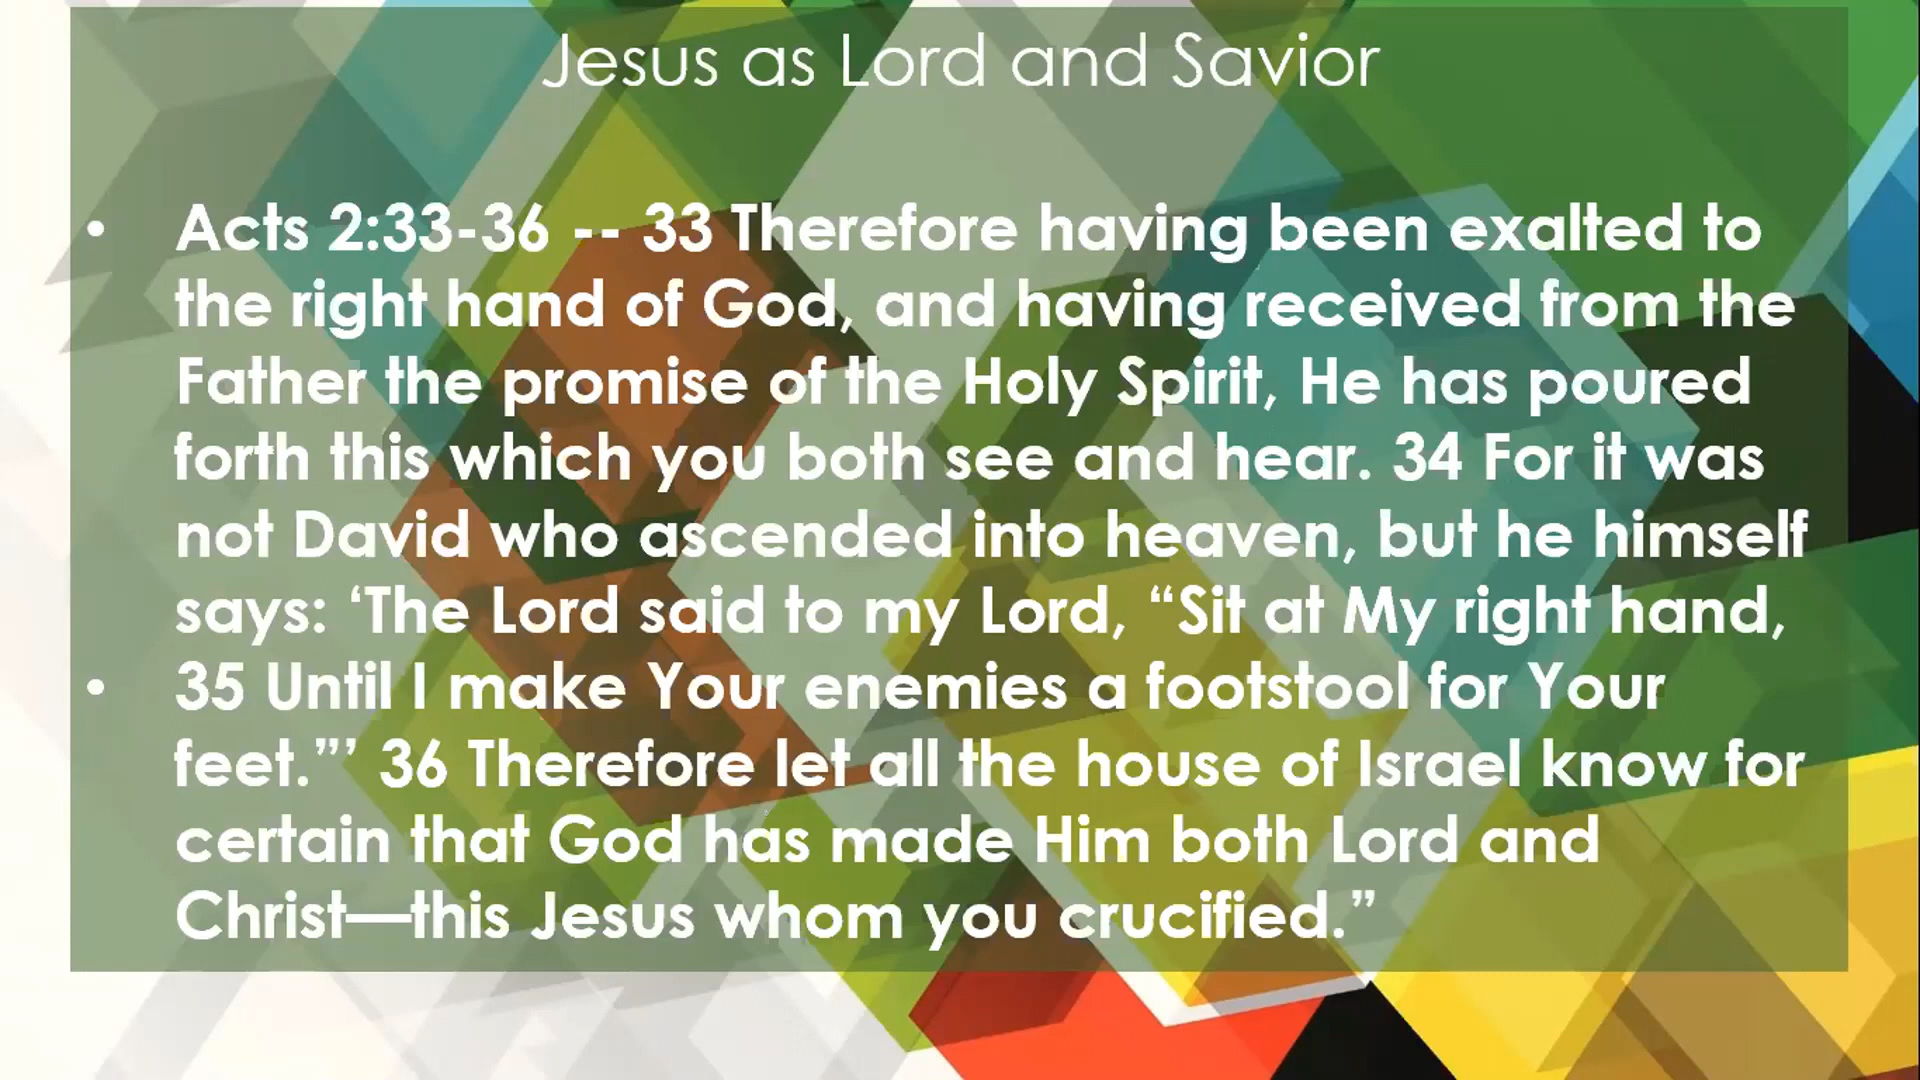 Jesus as Lord and Savior
• Acts 2:33-36 -- 33 Therefore having been exalted to
the right hand of God, and having received from the
Father the promise of the Holy Spirit, He has poured
forth this which you both see and hear. 34 For it was
not David who ascended into heaven, but he himself
says: ‘The Lord said to my Lord, “Sit at My right hand,
• 35 Until I make Your enemies a footstool for Your
feet.”’ 36 Therefore let all the house of Israel know for
certain that God has made Him both Lord and
Christ—this Jesus whom you crucified.”